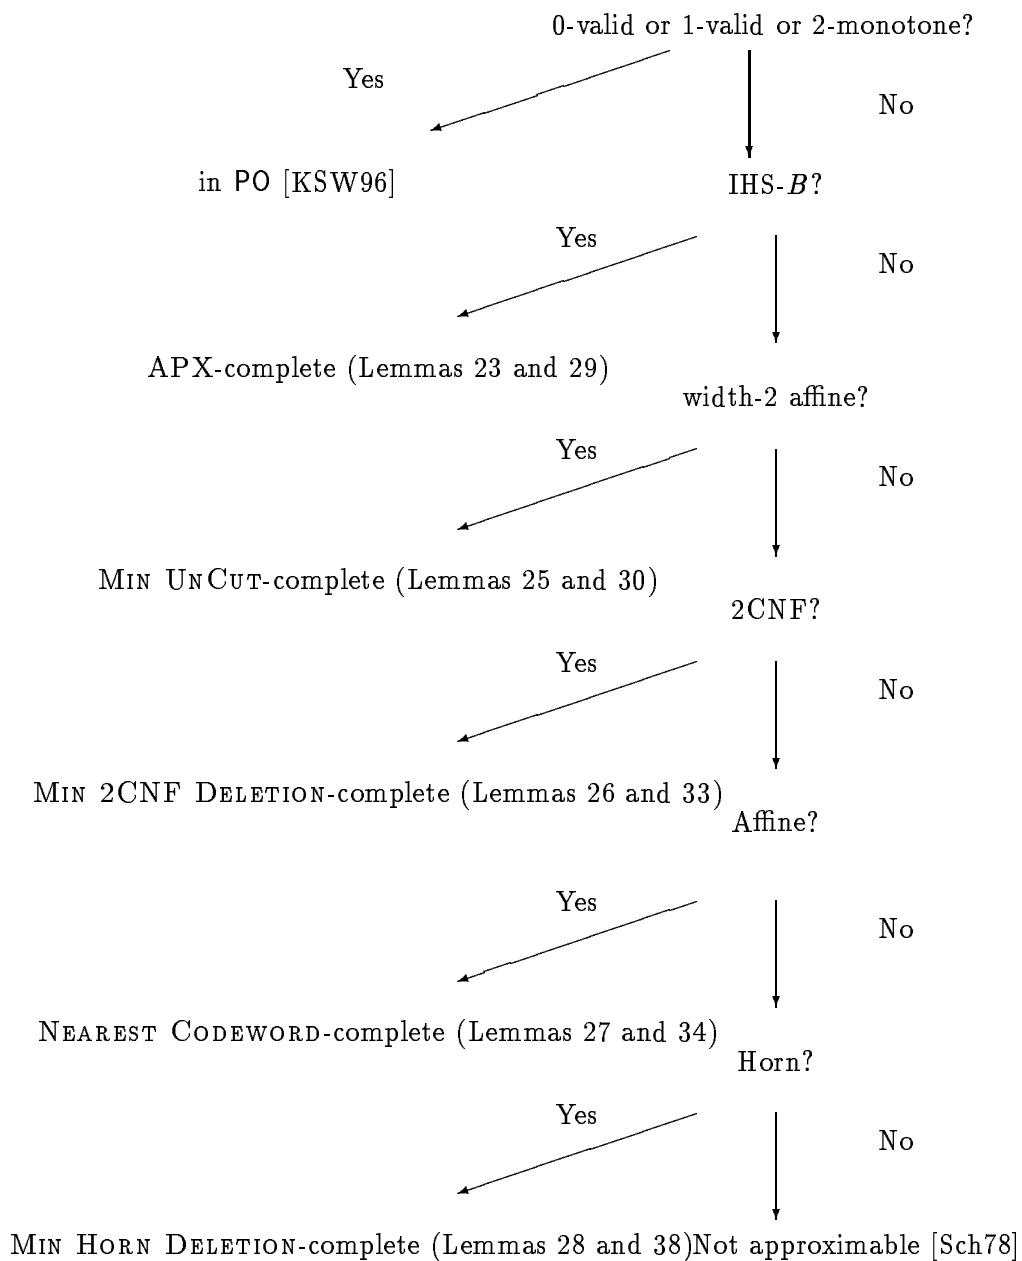 0-valid or 1-valid or 2-monotone?
Yes
No
in PO [KSW96]
IHS-B?
Yes
No
APX-complete (Lemmas 23 and 29)
width-2 affine?
Yes
No
MIN UNCUT-complete (Lemmas 25 and 30)
2CNF?
Yes
No
MIN 2CNF DELETION-complete (Lemmas 26 and 33)
Affine?
Yes
No
NEAREST CODEWORD-complete (Lemmas 27 and 34)
Horn?
Yes
No
MIN HORN DELETION-complete (Lemmas 28 and 38)
Not approximable [Sch78]